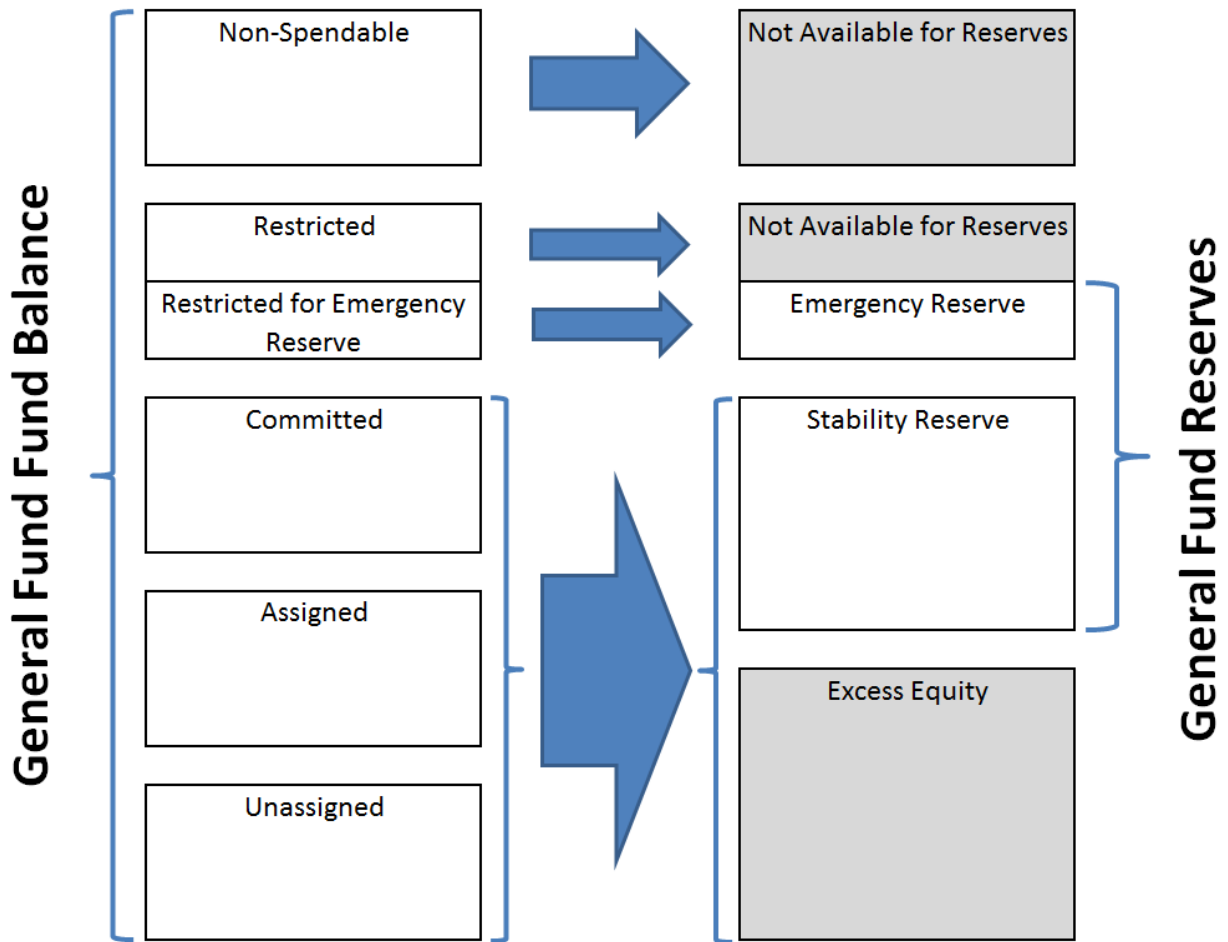 General Fund Fund Balance
Non-Spendable
Not Available for Reserves
Restricted
Not Available for Reserves
Restricted for Emergency
Reserve
Emergency Reserve
Committed
Stability Reserve
Assigned
Excess Equity
Unassigned
General Fund Reserves